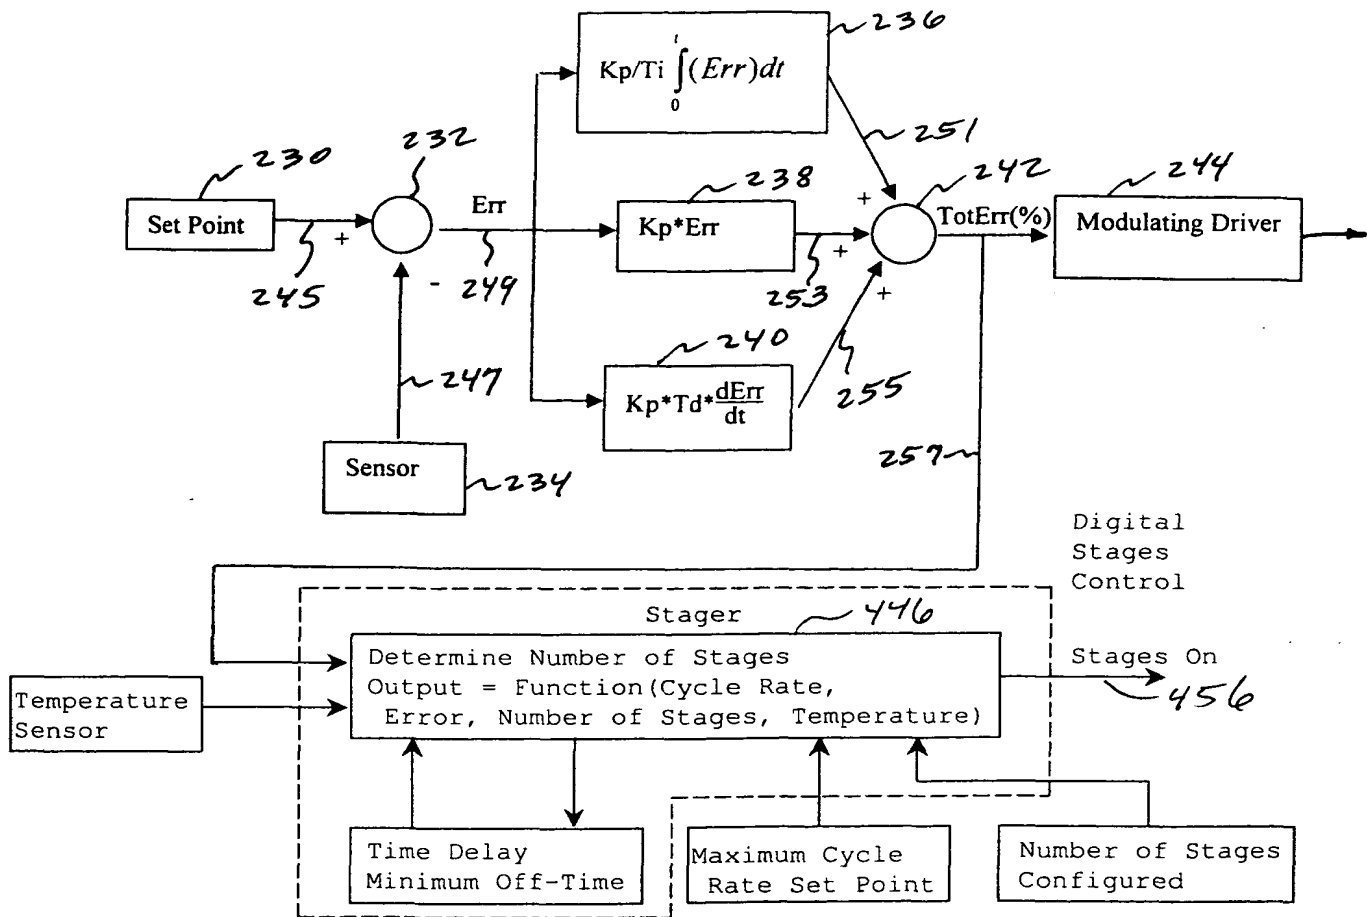 236
t
Kp/Ti ∫(Err)dt
0
251
230
232
238
242
244
Set Point
+
Err
Kp*Err
+
+
TotErr(%)
Modulating Driver
245
-
249
253
+
240
247
Kp*Td*dErr
dt
255
257
Sensor
234
Digital
Stages
Control
Stager
446
Determine Number of Stages
Output = Function(Cycle Rate,
Error, Number of Stages, Temperature)
Stages On
456
Temperature
Sensor
Time Delay
Minimum Off-Time
Maximum Cycle
Rate Set Point
Number of Stages
Configured